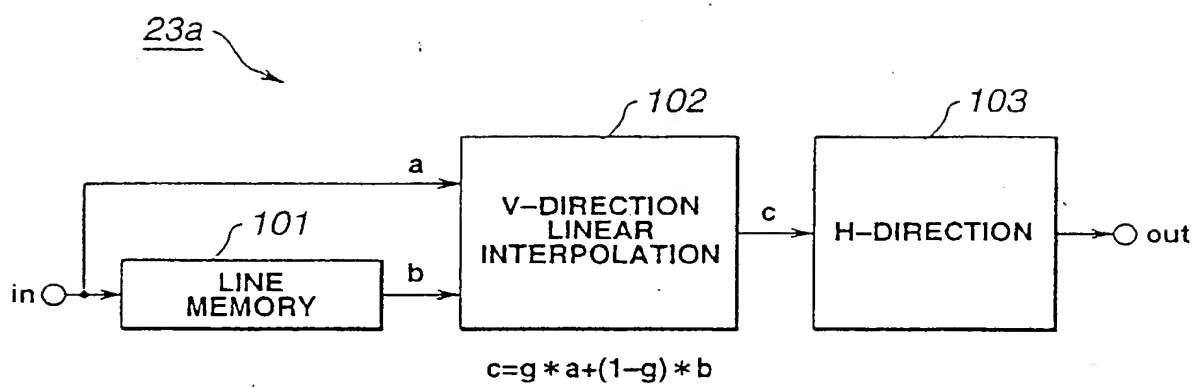 23a
102
103
a
V-DIRECTION
LINEAR
INTERPOLATION
c
H-DIRECTION
out
101
b
in
LINE
MEMORY
c=g*a+(1-g)*b